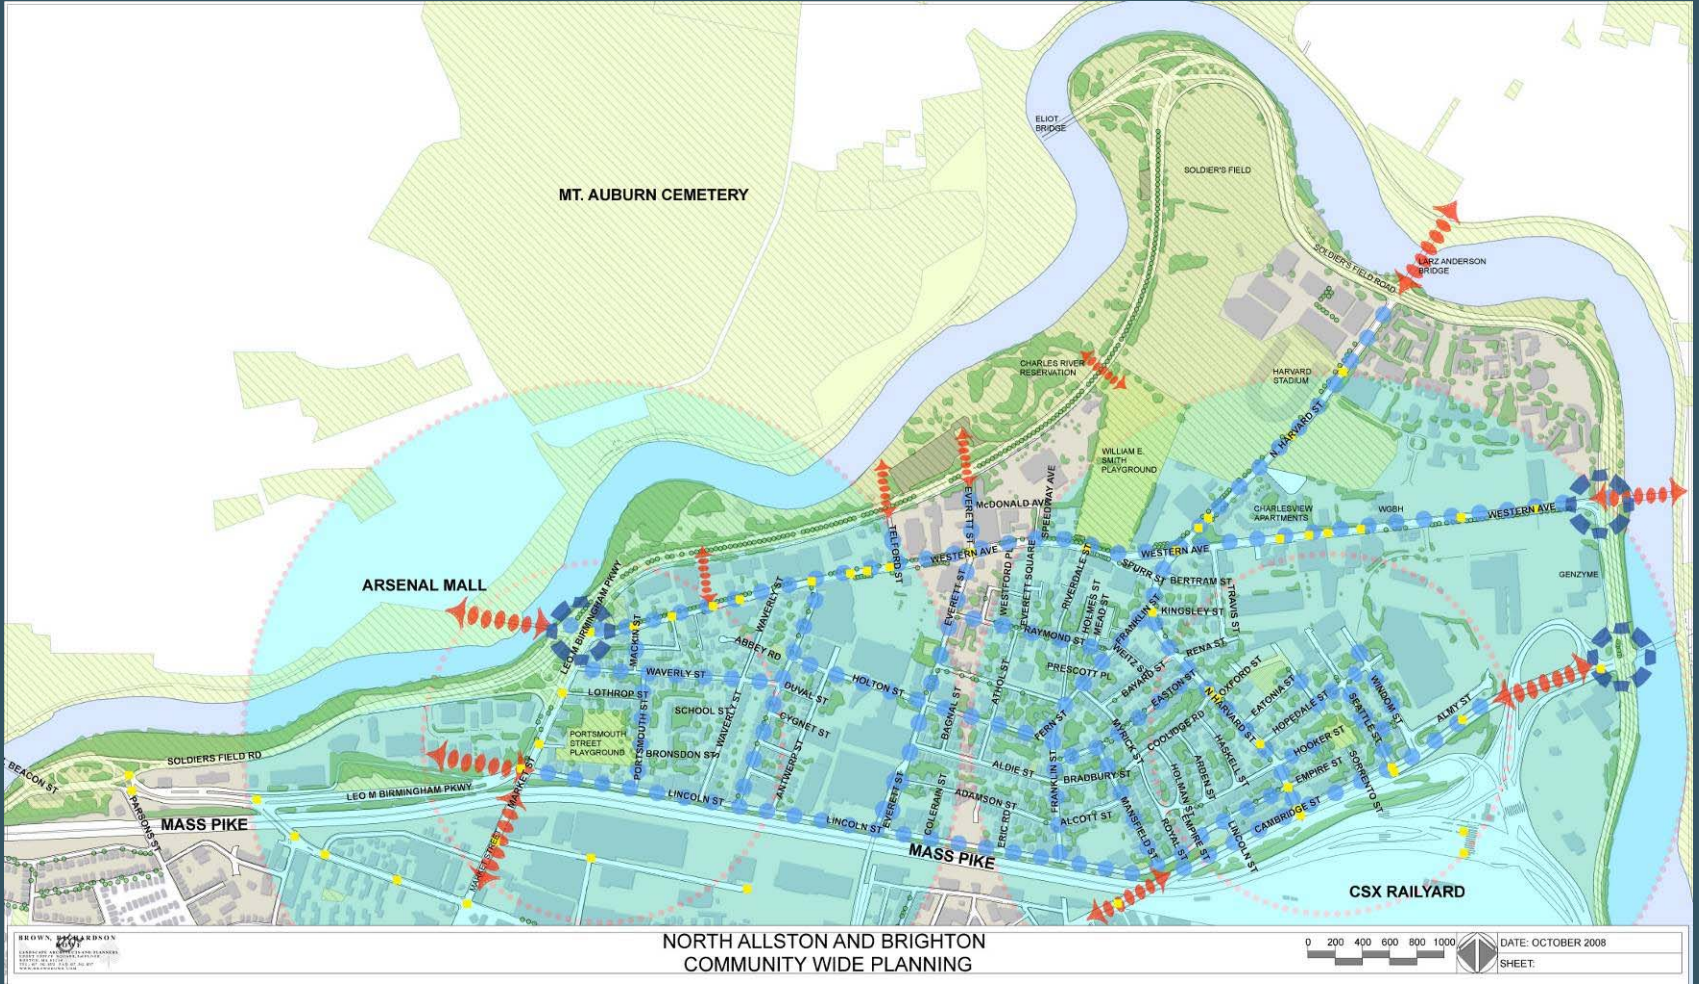 ELIOT
BRIDGE
SOLDIER'S FIELD
MT. AUBURN CEMETERY
SOLDIER'S FIELD ROAD
LARZ ANDERSON
BRIDGE
CHARLES RIVER
RESERVATION
HARVARD
STADIUM
N. HARVARD ST
WILLIAM E.
SMITH
PLAYGROUND
SPEEDWAY AVE
McDONALD AVE
EVERETT ST
TELFORD ST
CHARLESVIEW
APARTMENTS
WGBH
WESTERN AVE
WESTERN AVE
WESTERN AVE
GENZYME
ARSENAL MALL
LEO M BIRMINGHAM PKWY
MACKIN ST
WAVERLY ST
ABBEY RD
EVERETT ST
WESTFORD PL
EVERETT SQUARE
RIVERDALE ST
HOLMES ST
MEAD ST
SPURR ST
BERTRAM ST
KINGSLEY ST
TRAVIS ST
FRANKLIN ST
RAYMOND ST
WEITZ ST
RENA ST
WAVERLY ST
LOTHROP ST
PORTSMOUTH ST
SCHOOL ST
S. WAVERLY ST
DUVAL ST
HOLTON ST
CYGNET ST
ANTWERP ST
BAGNAL ST
ATHOL ST
PRESCOTT PL
BAYARD ST
EASTON ST
OXFORD ST
N HARVARD ST
EATONIA ST
HOPEDALE ST
WINDOM ST
SEATTLE ST
ALMY ST
PORTSMOUTH
STREET
PLAYGROUND
BRONSDON ST
FERN ST
MYRICK ST
COOLIDGE RD
HASKELL ST
HOOKER ST
EMPIRE ST
SORRENTO ST
BEACON ST
SOLDIERS FIELD RD
LEO M BIRMINGHAM PKWY
MARKET ST
PARSONS ST
LINCOLN ST
LINCOLN ST
EVERETT ST
COLERAIN ST
ALDIE ST
ADAMSON ST
ERIC RD
FRANKLIN ST
BRADBURY ST
ALCOTT ST
MANSFIELD ST
ARDEN ST
HOLMAN ST
ROYAL ST
EMPIRE ST
LINCOLN ST
CAMBRIDGE ST
MASS PIKE
MARKET STREET
MASS PIKE
CSX RAILYARD
BROWN, RICHARDSON
NORTH ALLSTON AND BRIGHTON
COMMUNITY WIDE PLANNING
0 200 400 600 800 1000
DATE: OCTOBER 2008
SHEET: